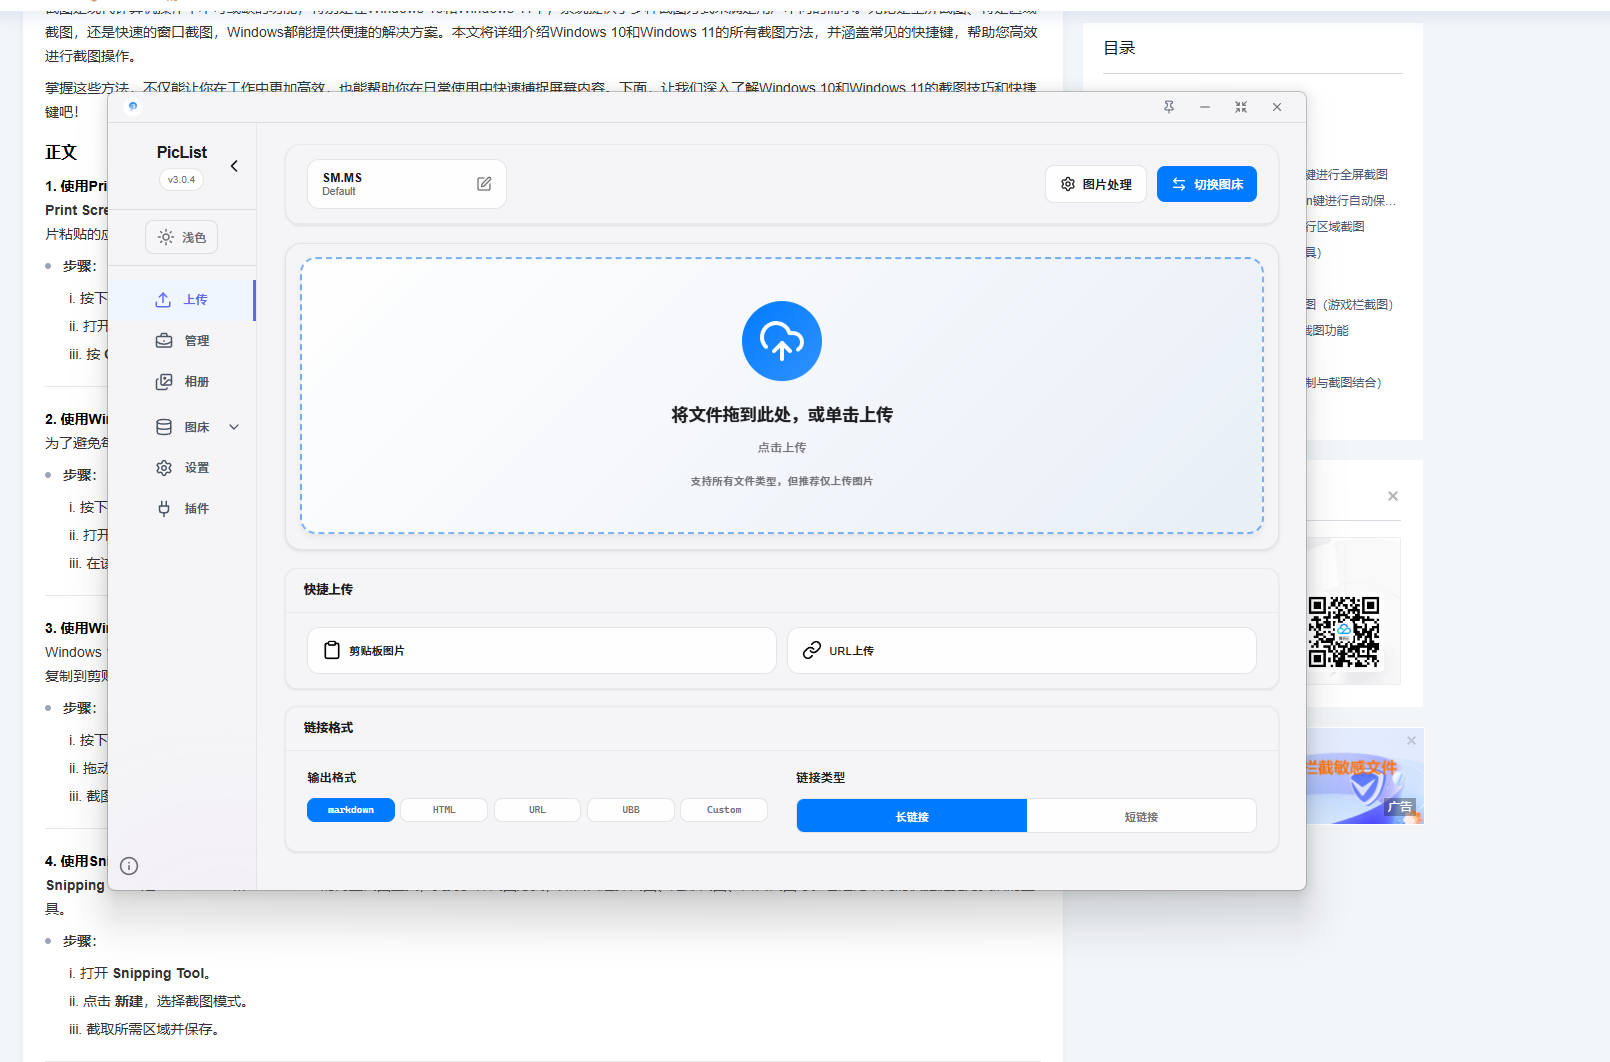 截图，还是快速的窗口截图，Windows都能提供便捷的解决方案。本文将详细介绍Windows 10和Windows 11的所有截图方法，并涵盖常见的快捷键，帮助您高效
进行截图操作。
掌握这些方法，不仅能让你在工作中更加高效，也能帮助你在日常使用中快速捕捉屏幕内容。下面，让我们深入了解Windows 10和Windows 11的截图技巧和快捷
键吧！
正文
1. 使用Pri
Print Scre
片粘贴的应
步骤：
i. 按下
ii. 打开
iii. 按 C
2. 使用Wi
为了避免每
步骤：
i. 按下
ii. 打开
iii. 在该
3. 使用Wi
Windows
复制到剪贴
步骤：
i. 按下
ii. 拖动
iii. 截图
4. 使用Sni
Snipping
具。
步骤：
i. 打开 Snipping Tool。
ii. 点击 新建，选择截图模式。
iii. 截取所需区域并保存。
PicList
v3.0.4
浅色
上传
管理
相册
图床
设置
插件
SM.MS
Default
图片处理
切换图床
将文件拖到此处，或单击上传
点击上传
支持所有文件类型，但推荐仅上传图片
快捷上传
剪贴板图片
URL上传
链接格式
输出格式
markdown
HTML
URL
UBB
Custom
链接类型
长链接
短链接
目录
键进行全屏截图
n键进行自动保...
行区域截图
具）
图（游戏栏截图）
截图功能
制与截图结合）
拦截敏感文件
广告